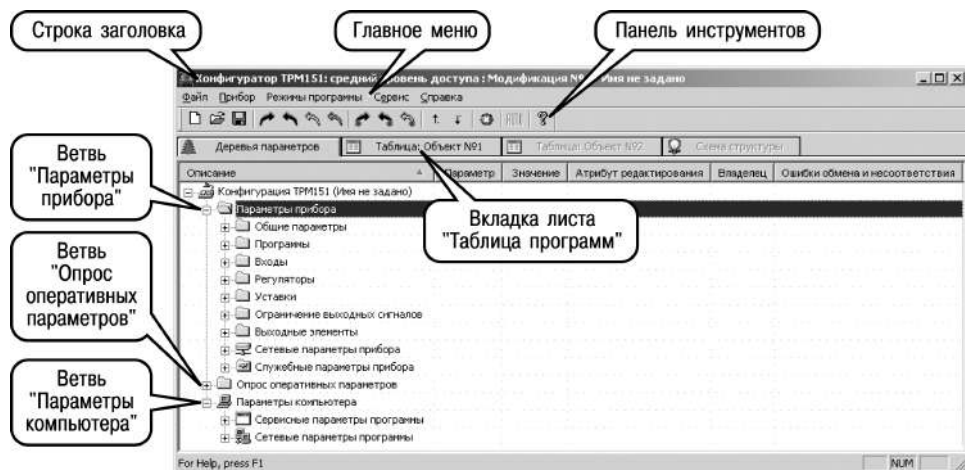 Строка заголовка
Главное меню
Панель инструментов
Конфигуратор ТРМ151: средний уровень доступа : Модификация Имя не задано
Файл Прибор Режимы программы Сервис Справка
Деревья параметров Таблица: Объект №1 Таблица: Объект №2 Схема структуры
Описание Параметр Значение Атрибут редактирования Владелец Ошибки обмена и несоответствия
Ветвь
"Параметры
прибора"
Конфигурация ТРМ151 (Имя не задано)
Параметры прибора
Общие параметры
Программы
Входы
Регуляторы
Уставки
Ограничение выходных сигналов
Выходные элементы
Сетевые параметры прибора
Служебные параметры прибора
Опрос оперативных параметров
Параметры компьютера
Сервисные параметры программы
Сетевые параметры программы
Вкладка листа
"Таблица программ"
Ветвь
"Опрос
оперативных
параметров"
Ветвь
"Параметры
компьютера"
For Help, press F1
NUM